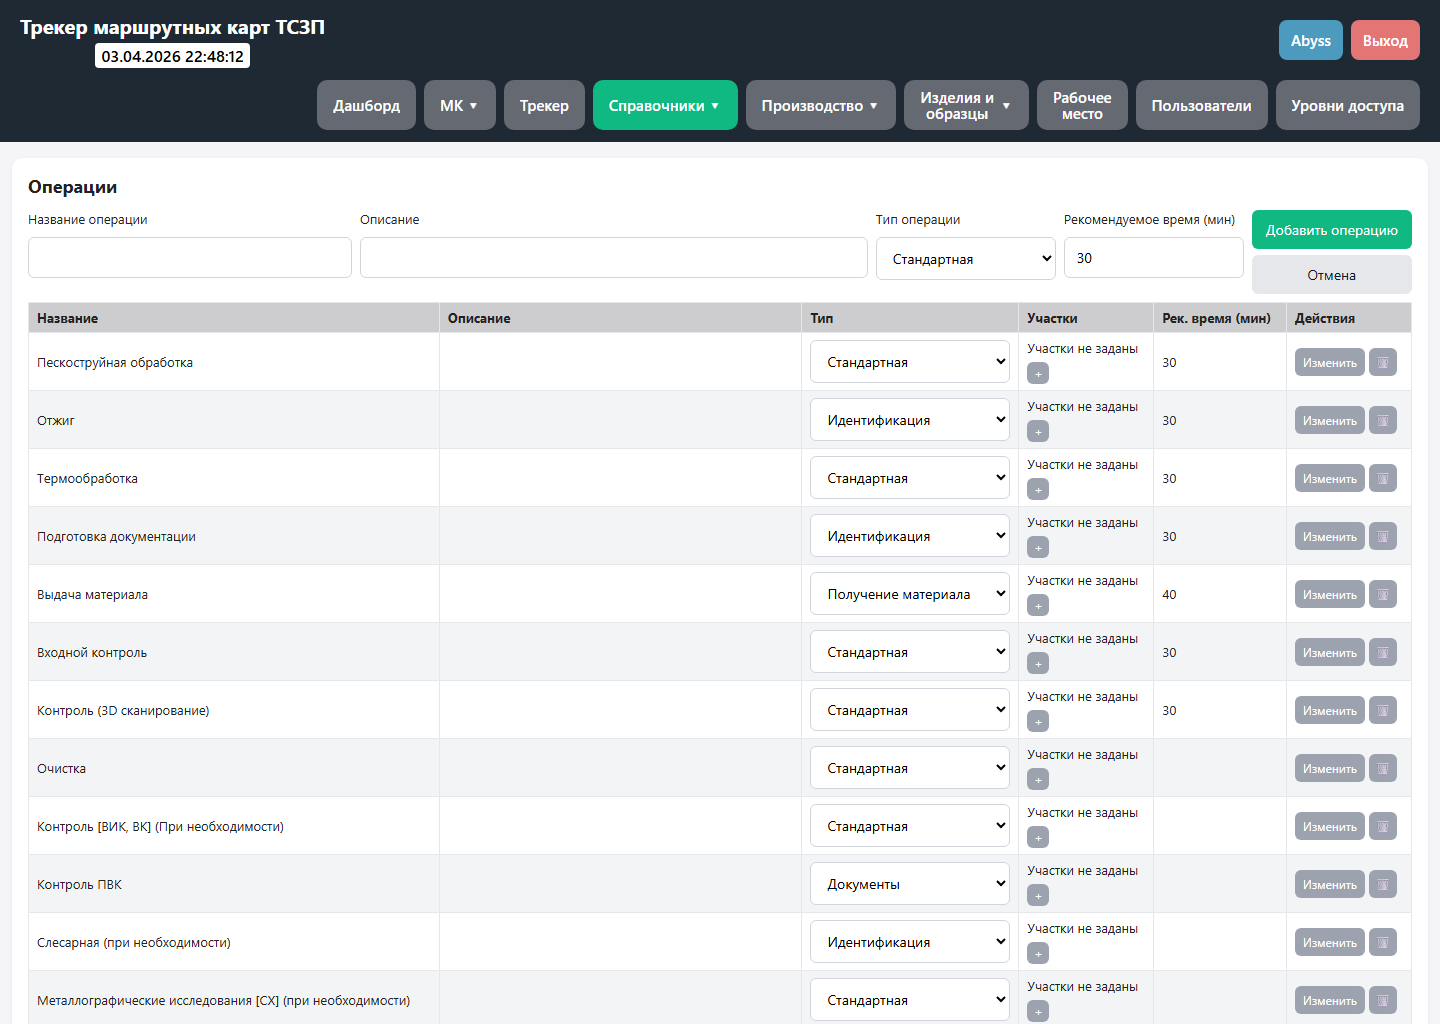 Трекер маршрутных карт ТСЗП
03.04.2026 22:48:12
Abyss
Выход
Дашборд
МК ▼
Трекер
Справочники ▼
Производство ▼
Изделия и
образцы ▼
Рабочее
место
Пользователи
Уровни доступа
Операции
Название операции
Описание
Тип операции
Рекомендуемое время (мин)
Стандартная
30
Добавить операцию
Отмена
Название Описание Тип Участки Рек. время (мин) Действия
Пескоструйная обработка Стандартная Участки не заданы + 30 Изменить
Отжиг Идентификация Участки не заданы + 30 Изменить
Термообработка Стандартная Участки не заданы + 30 Изменить
Подготовка документации Идентификация Участки не заданы + 30 Изменить
Выдача материала Получение материала Участки не заданы + 40 Изменить
Входной контроль Стандартная Участки не заданы + 30 Изменить
Контроль (3D сканирование) Стандартная Участки не заданы + 30 Изменить
Очистка Стандартная Участки не заданы + Изменить
Контроль [ВИК, ВК] (При необходимости) Стандартная Участки не заданы + Изменить
Контроль ПВК Документы Участки не заданы + Изменить
Слесарная (при необходимости) Идентификация Участки не заданы + Изменить
Металлографические исследования [СХ] (при необходимости) Стандартная Участки не заданы + Изменить